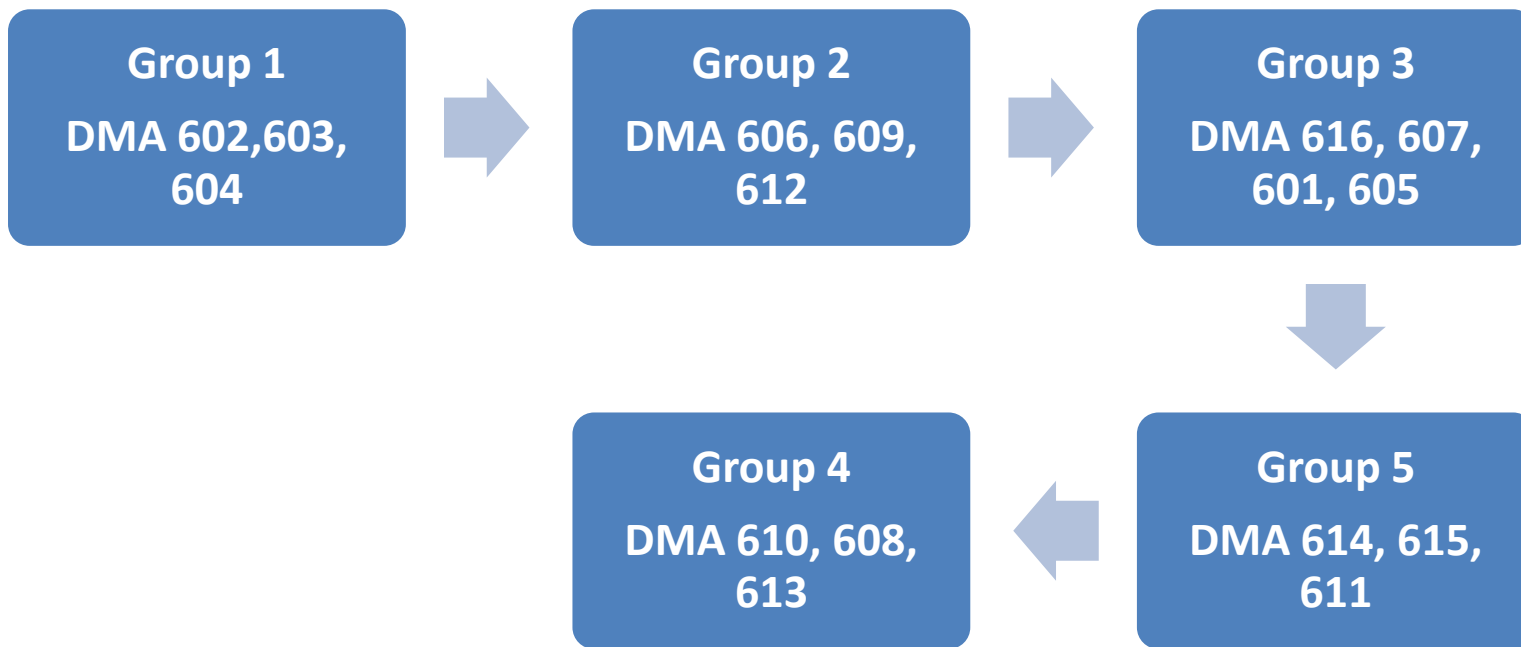 Group 1
DMA 602,603,
604
Group 2
DMA 606, 609,
612
Group 3
DMA 616, 607,
601, 605
Group 5
DMA 614, 615,
611
Group 4
DMA 610, 608,
613